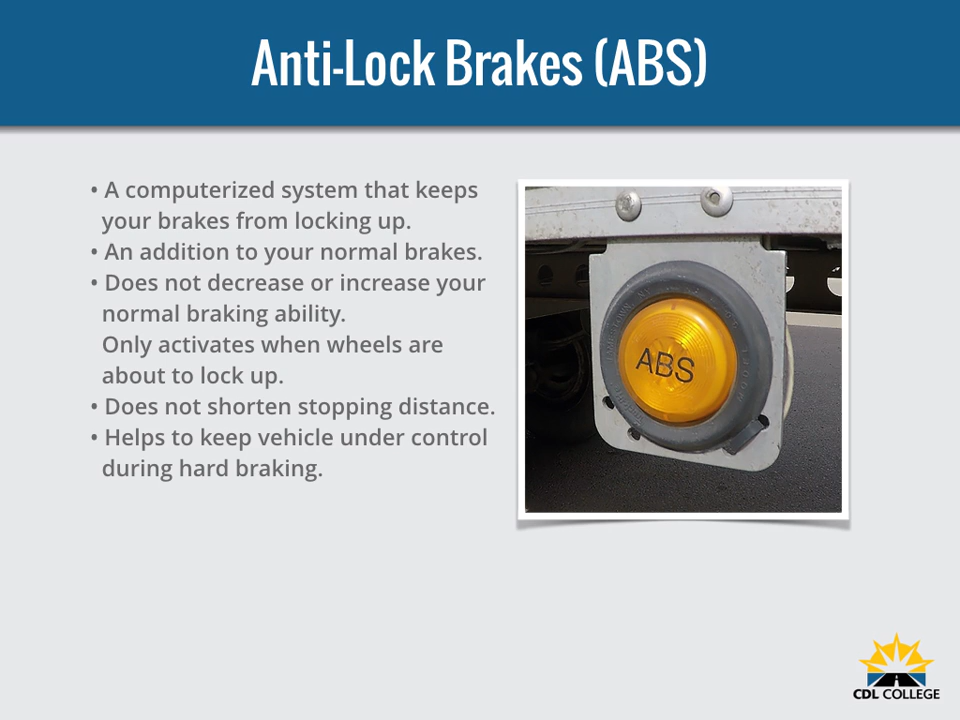 Anti-Lock Brakes (ABS)
• A computerized system that keeps
your brakes from locking up.
• An addition to your normal brakes.
• Does not decrease or increase your
normal braking ability.
Only activates when wheels are
about to lock up.
• Does not shorten stopping distance.
• Helps to keep vehicle under control
during hard braking.
ABS
CDL COLLEGE